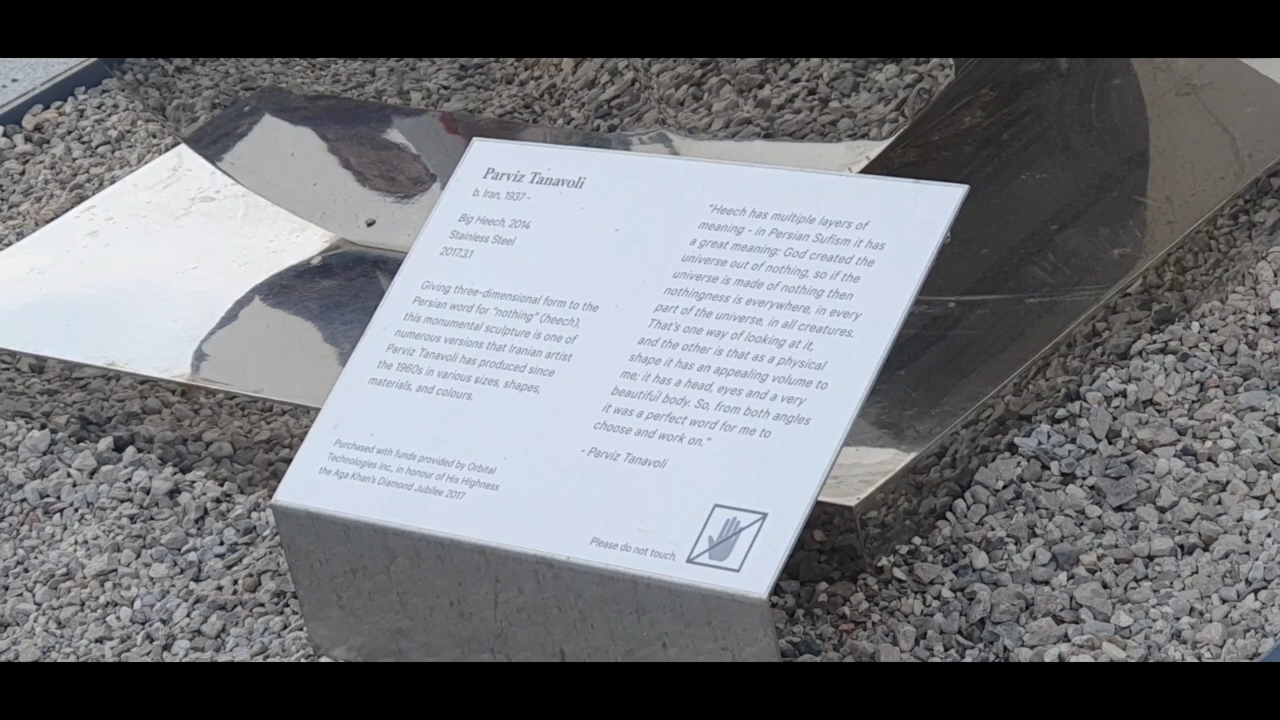 Parviz Tanavoli
b. Iran, 1937 -
Big Heech, 2014
Stainless Steel
2017.3.1
Giving three-dimensional form to the
Persian word for "nothing" (heech),
this monumental sculpture is one of
numerous versions that Iranian artist
Parviz Tanavoli has produced since
the 1960s in various sizes, shapes,
materials, and colours.
Purchased with funds provided by Orbital
Technologies Inc., in honour of His Highness
the Aga Khan's Diamond Jubilee 2017
"Heech has multiple layers of
meaning - in Persian Sufism it has
a great meaning: God created the
universe out of nothing, so if the
universe is made of nothing then
nothingness is everywhere, in every
part of the universe, in all creatures.
That's one way of looking at it,
and the other is that as a physical
shape it has an appealing volume to
me; it has a head, eyes and a very
beautiful body. So, from both angles
it was a perfect word for me to
choose and work on."
- Parviz Tanavoli
Please do not touch.